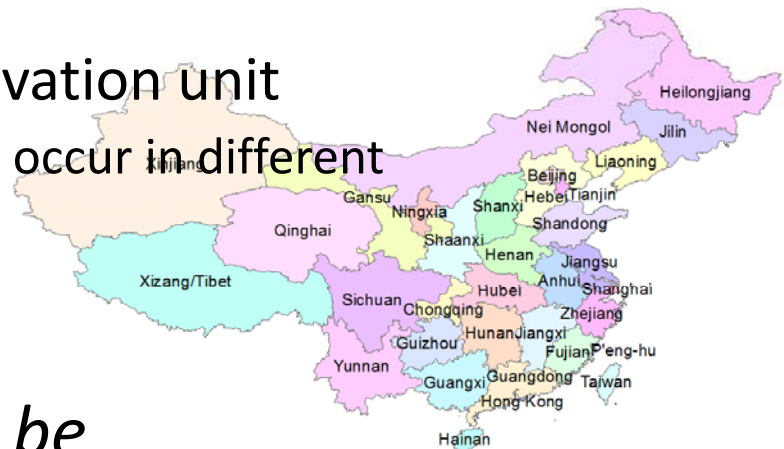 vation unit
occur in different
be
Heilongjiang
Nei Mongol
Jilin
Xinjiang
Liaoning
Beijing
Gansu
Hebei
Tianjin
Ningxia
Shanxi
Shandong
Qinghai
Shaanxi
Henan
Jiangsu
Xizang/Tibet
Anhui
Shanghai
Sichuan
Hubei
Chongqing
Zhejiang
Hunan
Jiangxi
Guizhou
Fujian
P'eng-hu
Yunnan
Guangxi
Guangdong
Taiwan
Hong Kong
Hainan